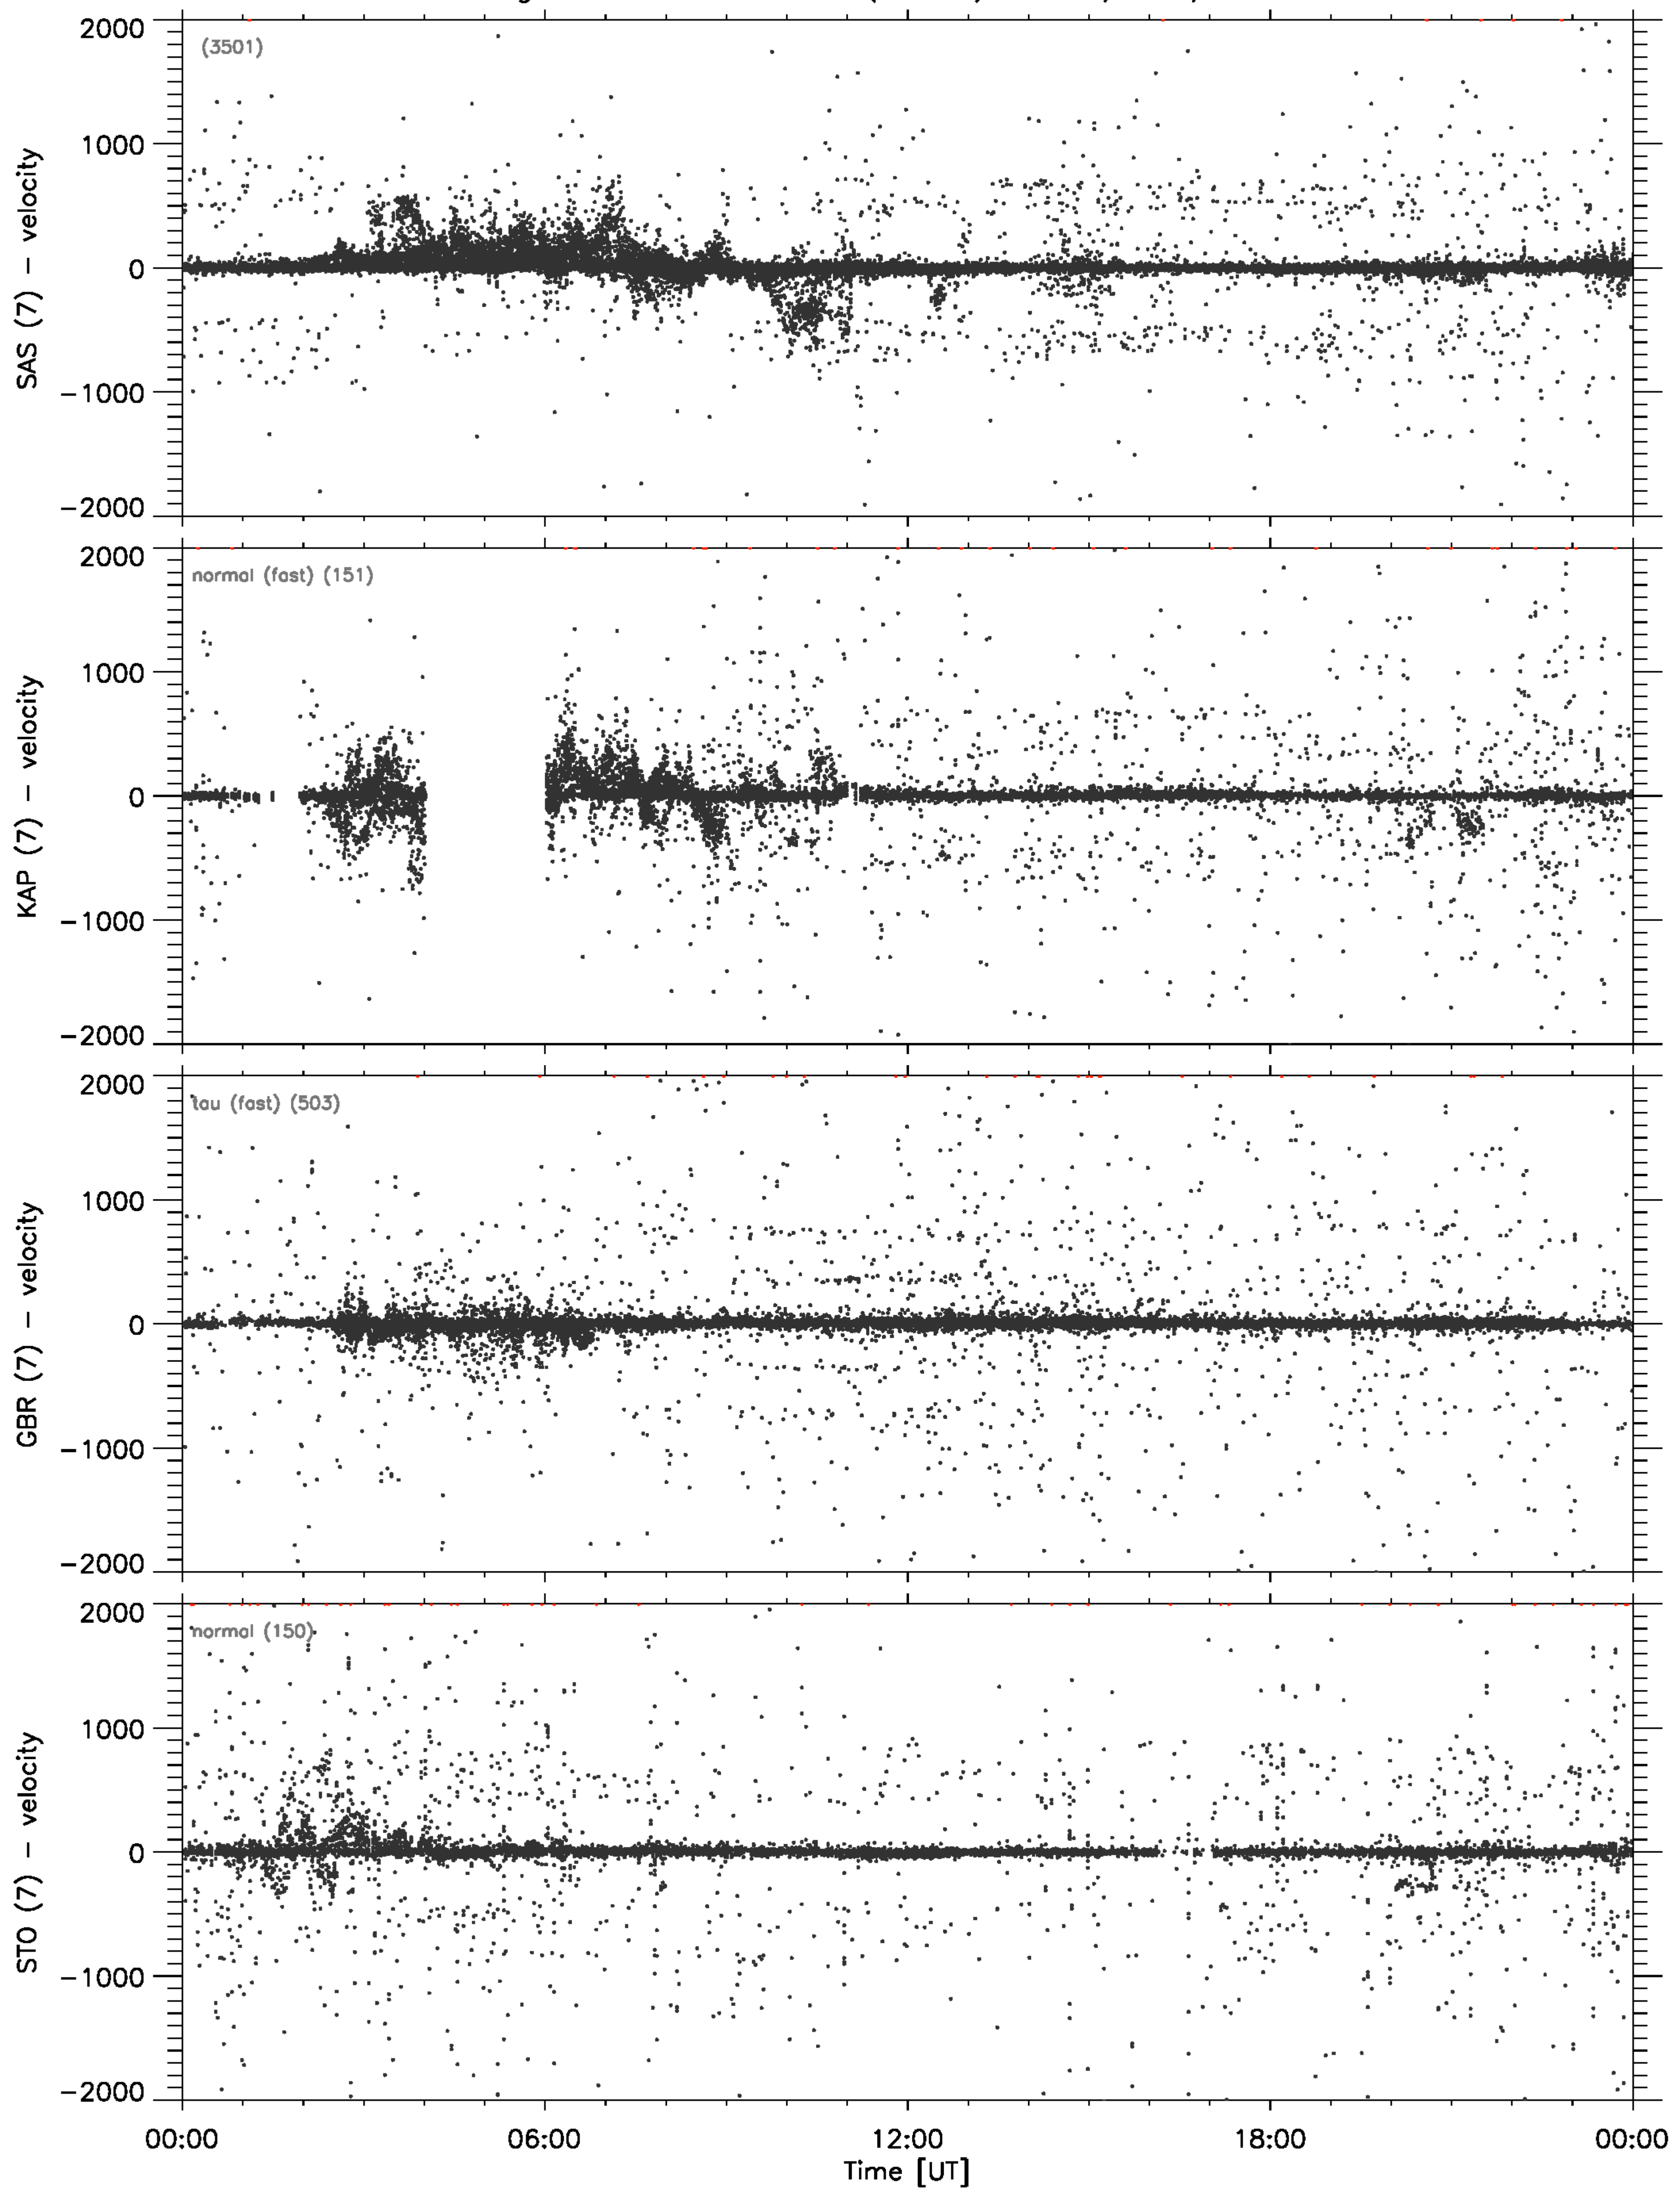 2000
(3501)
1000
0
−1000
−2000
SAS (7) − velocity
2000
normal (fast) (151)
1000
0
−1000
−2000
KAP (7) − velocity
2000
tau (fast) (503)
1000
0
−1000
−2000
GBR (7) − velocity
2000
normal (150)
1000
0
−1000
−2000
STO (7) − velocity
00:00 06:00 12:00 18:00 00:00
Time [UT]